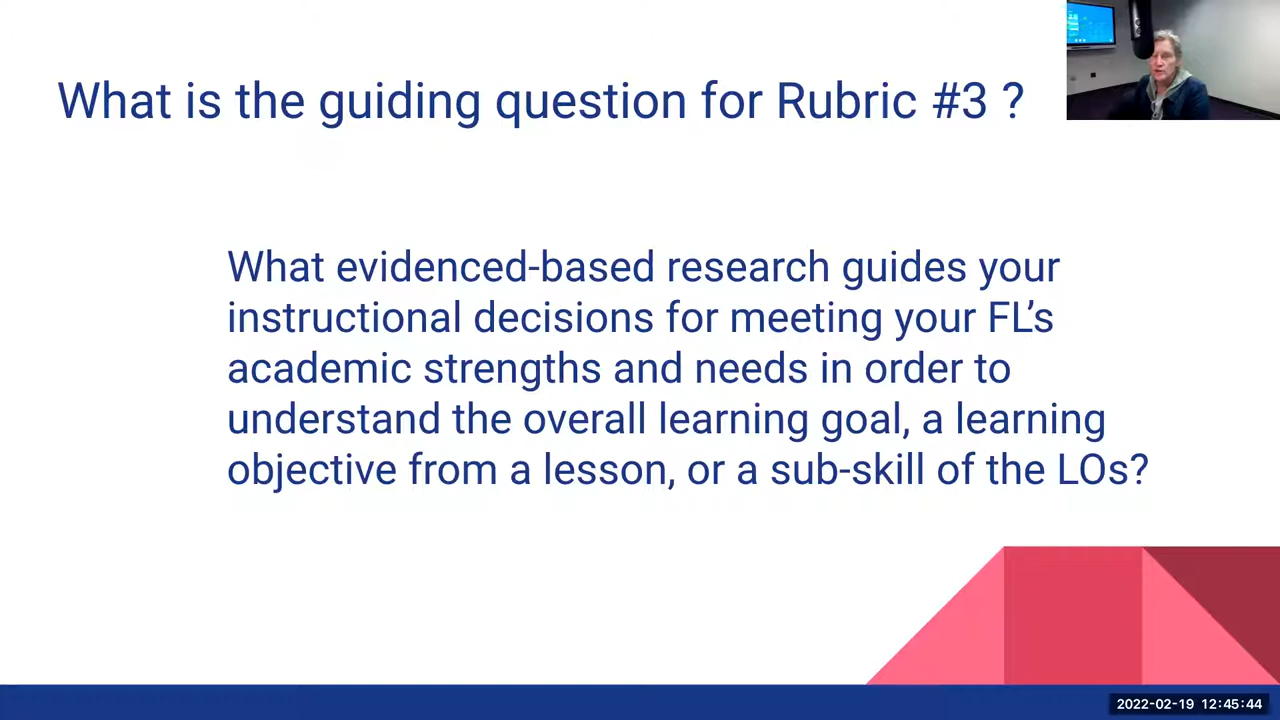 What is the guiding question for Rubric #3 ?
What evidenced-based research guides your
instructional decisions for meeting your FL’s
academic strengths and needs in order to
understand the overall learning goal, a learning
objective from a lesson, or a sub-skill of the LOs?
2022-02-19 12:45:44